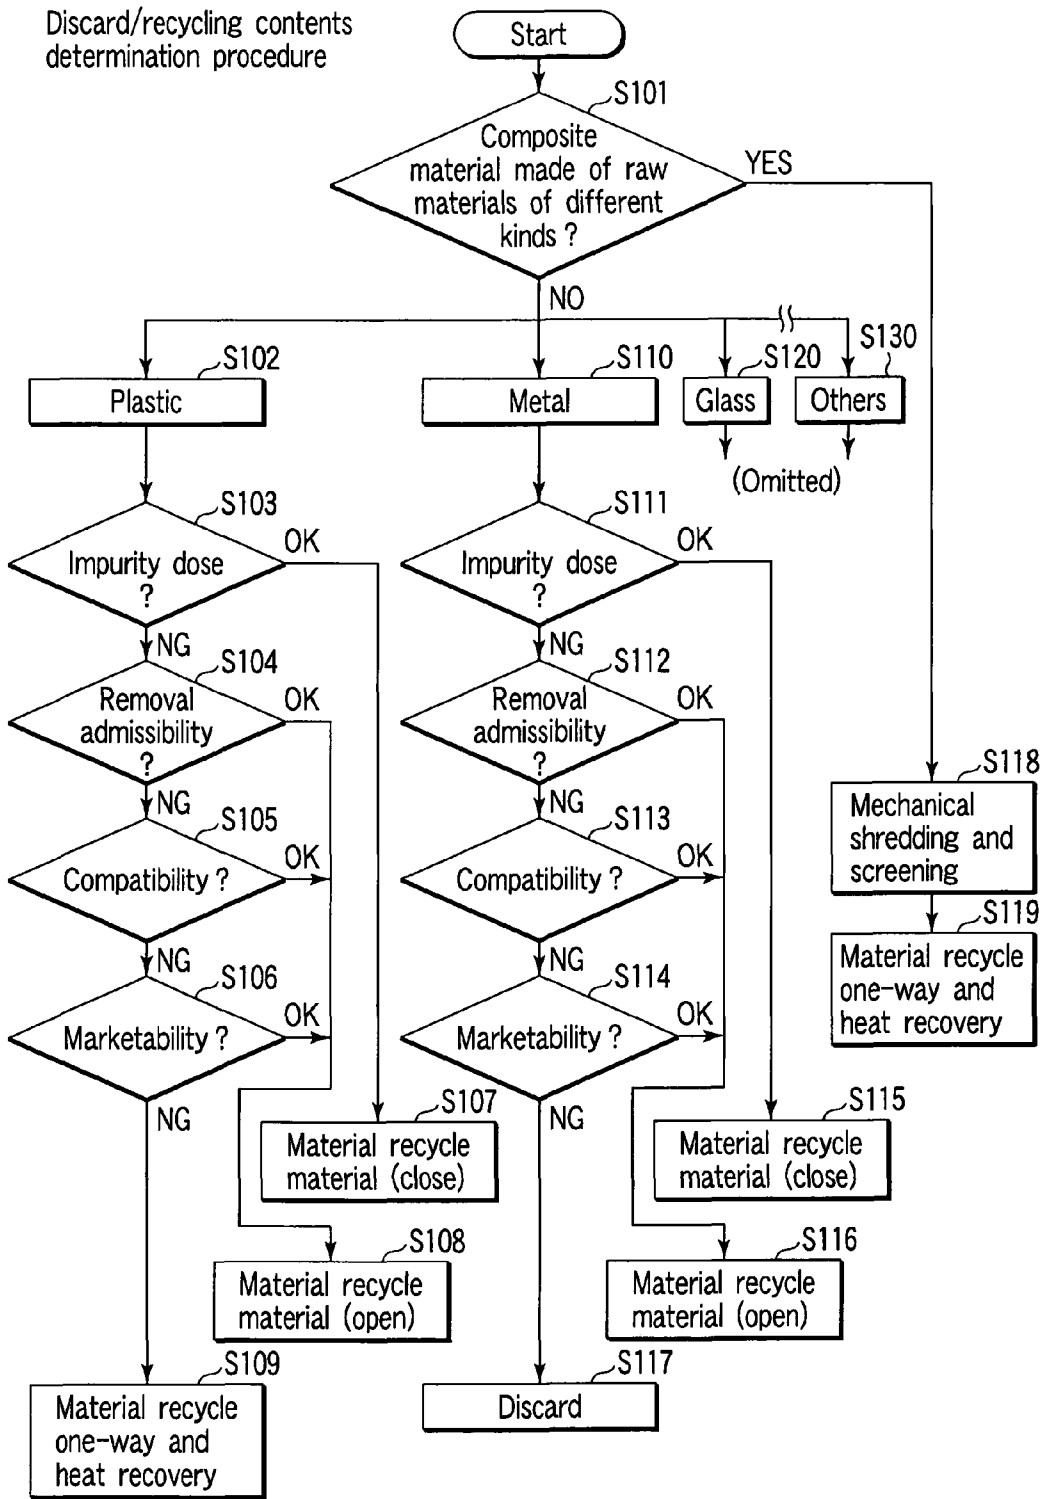 Discard/recycling contents
determination procedure
Start
S101
Composite
material made of raw
materials of different
kinds ?
YES
NO
S102
Plastic
S110
Metal
S120
Glass
S130
Others
(Omitted)
S103
Impurity dose
?
OK
NG
S111
Impurity dose
?
OK
NG
S104
Removal
admissibility
?
OK
NG
S112
Removal
admissibility
?
OK
NG
S105
Compatibility ?
OK
NG
S113
Compatibility ?
OK
NG
S106
Marketability ?
OK
NG
S114
Marketability ?
OK
NG
S118
Mechanical
shredding and
screening
S119
Material recycle
one-way and
heat recovery
S107
Material recycle
material (close)
S115
Material recycle
material (close)
S108
Material recycle
material (open)
S116
Material recycle
material (open)
S109
Material recycle
one-way and
heat recovery
S117
Discard